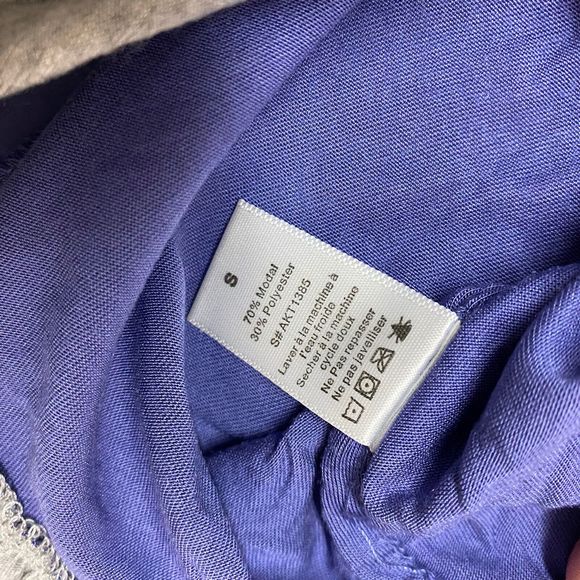 S
70% Modal
30% Polyester
S#AKT1385
Laver à la machine à
l'eau froide
Secher à la machine
cycle doux
Ne Pas repasser
Ne pas javelliser